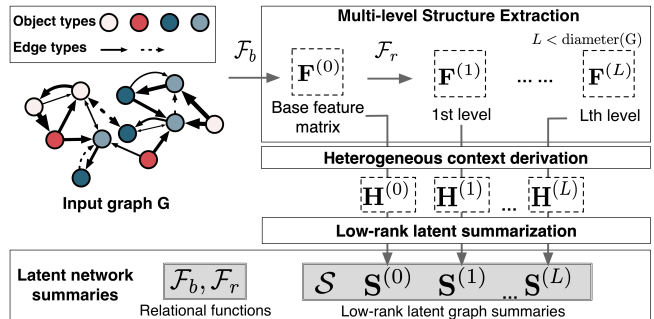 Object types
Edge types
Input graph G
Multi-level Structure Extraction
L < diameter(G)
𝓕_b
F^(0)
𝓕_r
F^(1)
... ...
F^(L)
Base feature
matrix
1st level
Lth level
Heterogeneous context derivation
H^(0) H^(1) ... H^(L)
Low-rank latent summarization
Latent network
summaries
𝓕_b, 𝓕_r
Relational functions
𝓢 S^(0) S^(1) ... S^(L)
Low-rank latent graph summaries